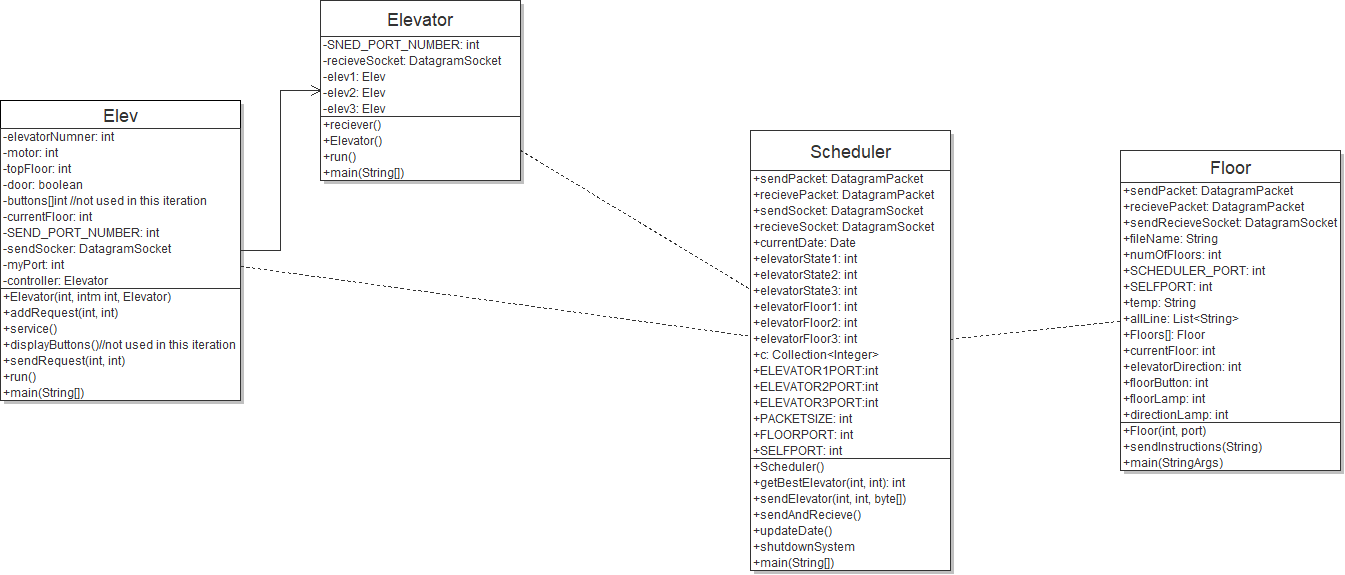 Elevator
-SNED_PORT_NUMBER: int
-recieveSocket: DatagramSocket
-elev1: Elev
-elev2: Elev
-elev3: Elev
+reciever()
+Elevator()
+run()
+main(String[])
Elev
-elevatorNumner: int
-motor: int
-topFloor: int
-door: boolean
-buttons[]int //not used in this iteration
-currentFloor: int
-SEND_PORT_NUMBER: int
-sendSocker: DatagramSocket
-myPort: int
-controller: Elevator
+Elevator(int, intm int, Elevator)
+addRequest(int, int)
+service()
+displayButtons()//not used in this iteration
+sendRequest(int, int)
+run()
+main(String[])
Scheduler
+sendPacket: DatagramPacket
+recievePacket: DatagramPacket
+sendSocket: DatagramSocket
+recieveSocket: DatagramSocket
+currentDate: Date
+elevatorState1: int
+elevatorState2: int
+elevatorState3: int
+elevatorFloor1: int
+elevatorFloor2: int
+elevatorFloor3: int
+c: Collection<Integer>
+ELEVATOR1PORT:int
+ELEVATOR2PORT:int
+ELEVATOR3PORT:int
+PACKETSIZE: int
+FLOORPORT: int
+SELFPORT: int
+Scheduler()
+getBestElevator(int, int): int
+sendElevator(int, int, byte[])
+sendAndRecieve()
+updateDate()
+shutdownSystem
+main(String[])
Floor
+sendPacket: DatagramPacket
+recievePacket: DatagramPacket
+sendRecieveSocket: DatagramSocket
+fileName: String
+numOfFloors: int
+SCHEDULER_PORT: int
+SELFPORT: int
+temp: String
+allLine: List<String>
+Floors[]: Floor
+currentFloor: int
+elevatorDirection: int
+floorButton: int
+floorLamp: int
+directionLamp: int
+Floor(int, port)
+sendInstructions(String)
+main(StringArgs)